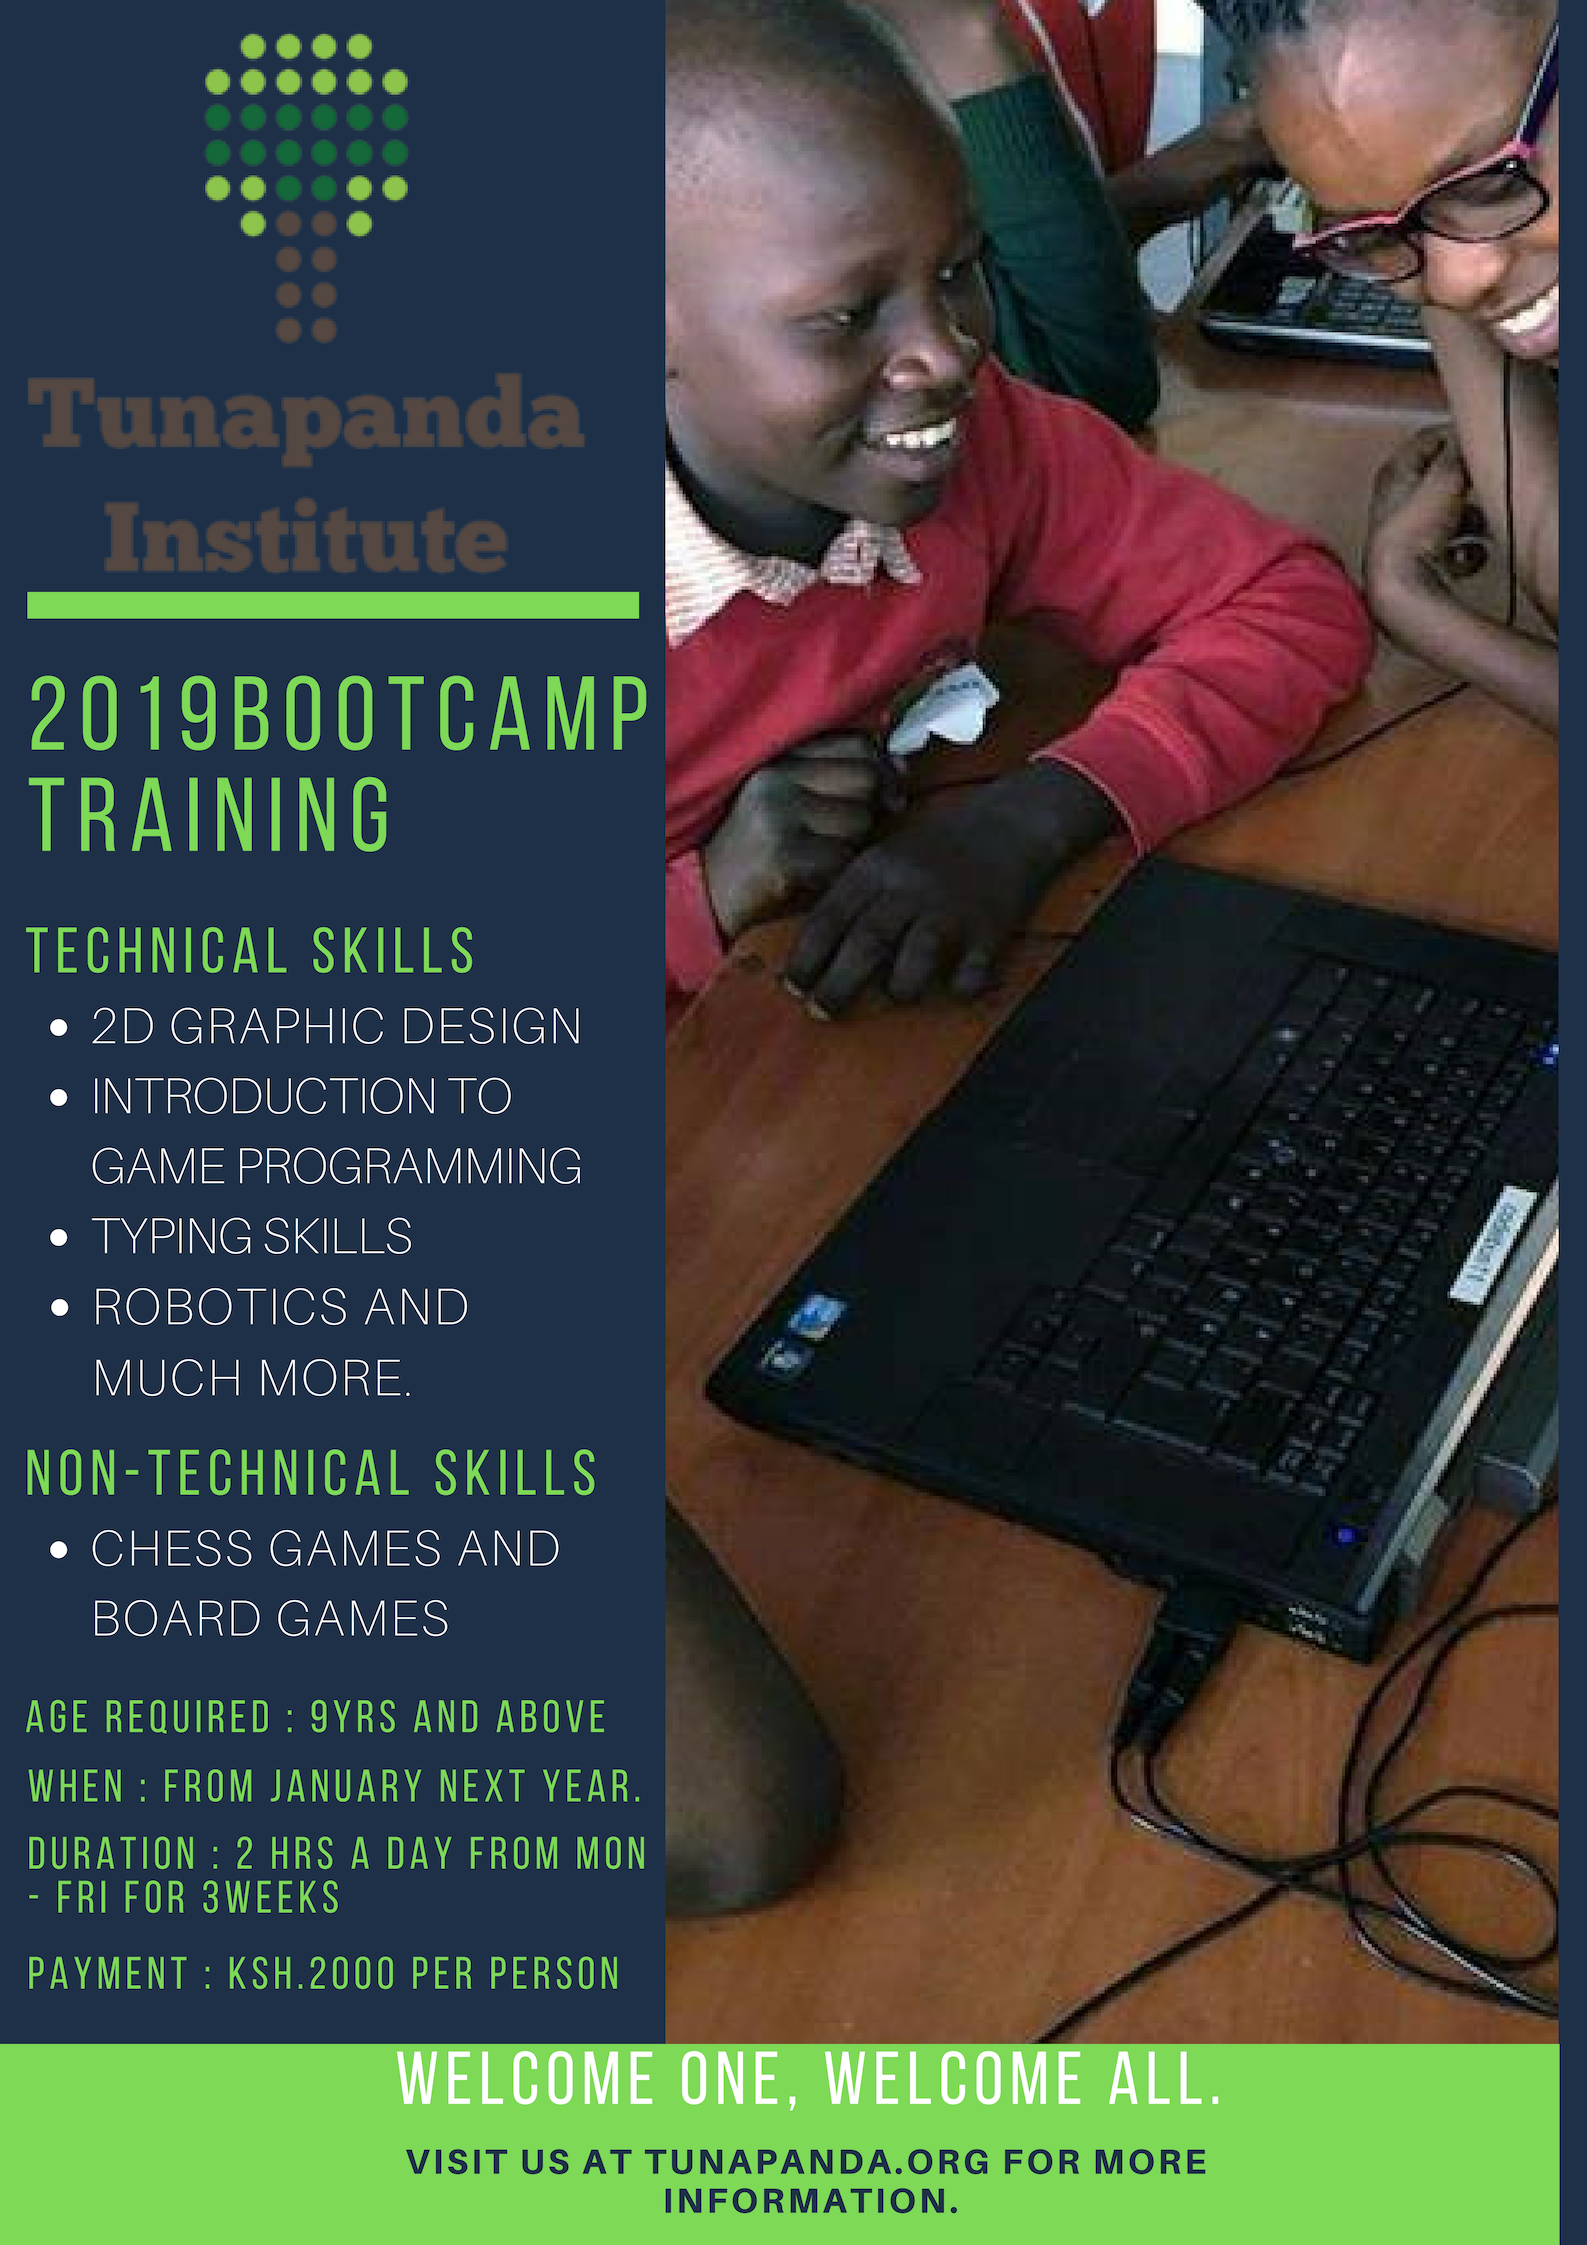 Tunapanda
Institute
2019BOOTCAMP
TRAINING
TECHNICAL SKILLS
• 2D GRAPHIC DESIGN
• INTRODUCTION TO
GAME PROGRAMMING
• TYPING SKILLS
• ROBOTICS AND
MUCH MORE.
NON-TECHNICAL SKILLS
• CHESS GAMES AND
BOARD GAMES
AGE REQUIRED : 9YRS AND ABOVE
WHEN : FROM JANUARY NEXT YEAR.
DURATION : 2 HRS A DAY FROM MON
- FRI FOR 3WEEKS
PAYMENT : KSH.2000 PER PERSON
WELCOME ONE, WELCOME ALL.
VISIT US AT TUNAPANDA.ORG FOR MORE
INFORMATION.